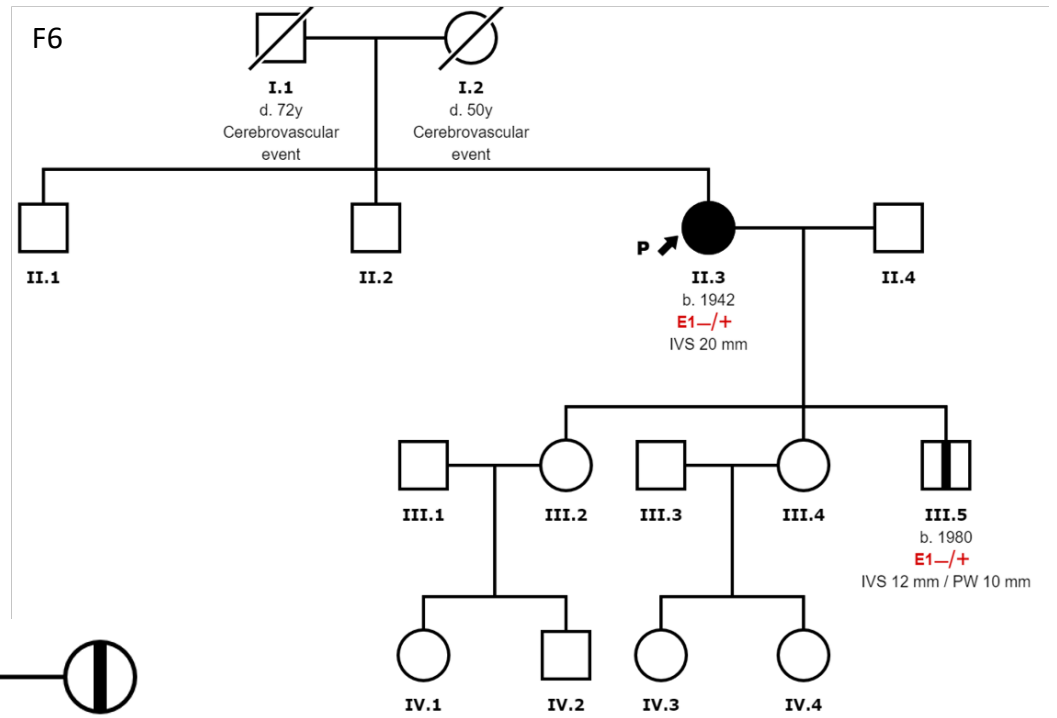 F6
I.1
d. 72y
Cerebrovascular
event
I.2
d. 50y
Cerebrovascular
event
II.1
II.2
P
II.3
b. 1942
E1—/+
IVS 20 mm
II.4
III.1
III.2
III.3
III.4
III.5
b. 1980
E1—/+
IVS 12 mm / PW 10 mm
IV.1
IV.2
IV.3
IV.4